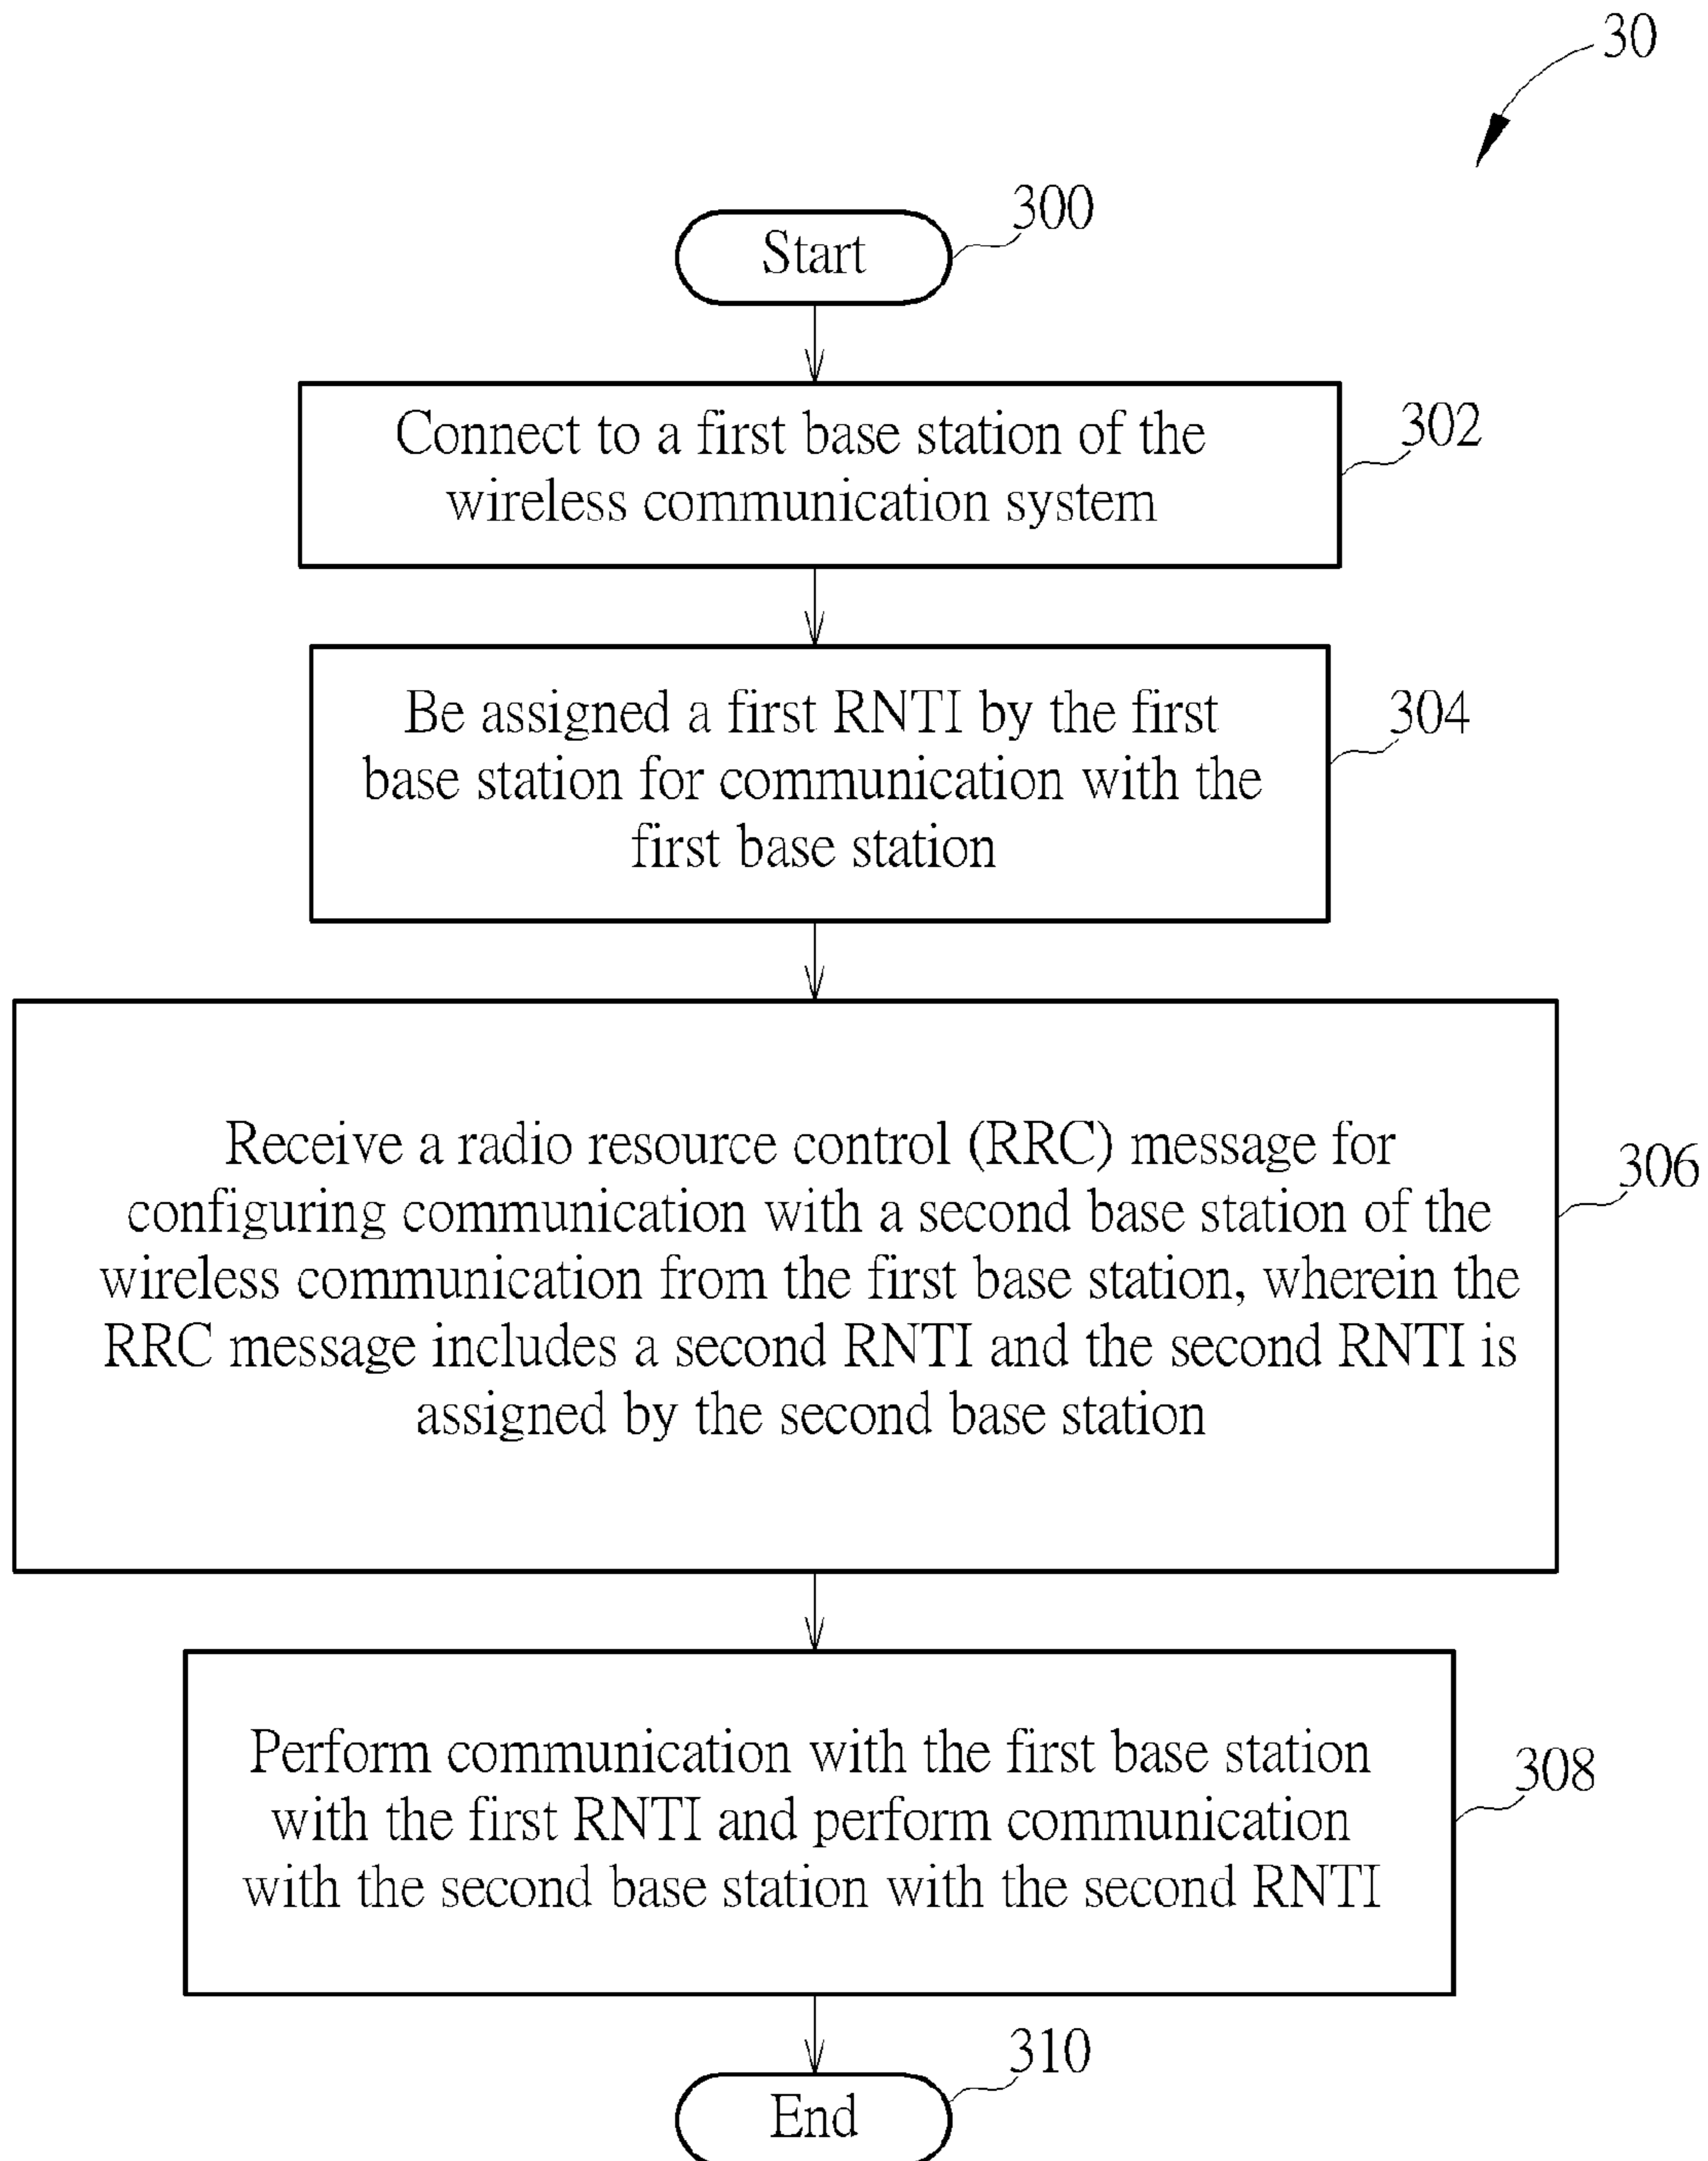 30
300
Start
302
Connect to a first base station of the
wireless communication system
304
Be assigned a first RNTI by the first
base station for communication with the
first base station
306
Receive a radio resource control (RRC) message for
configuring communication with a second base station of the
wireless communication from the first base station, wherein the
RRC message includes a second RNTI and the second RNTI is
assigned by the second base station
308
Perform communication with the first base station
with the first RNTI and perform communication
with the second base station with the second RNTI
310
End